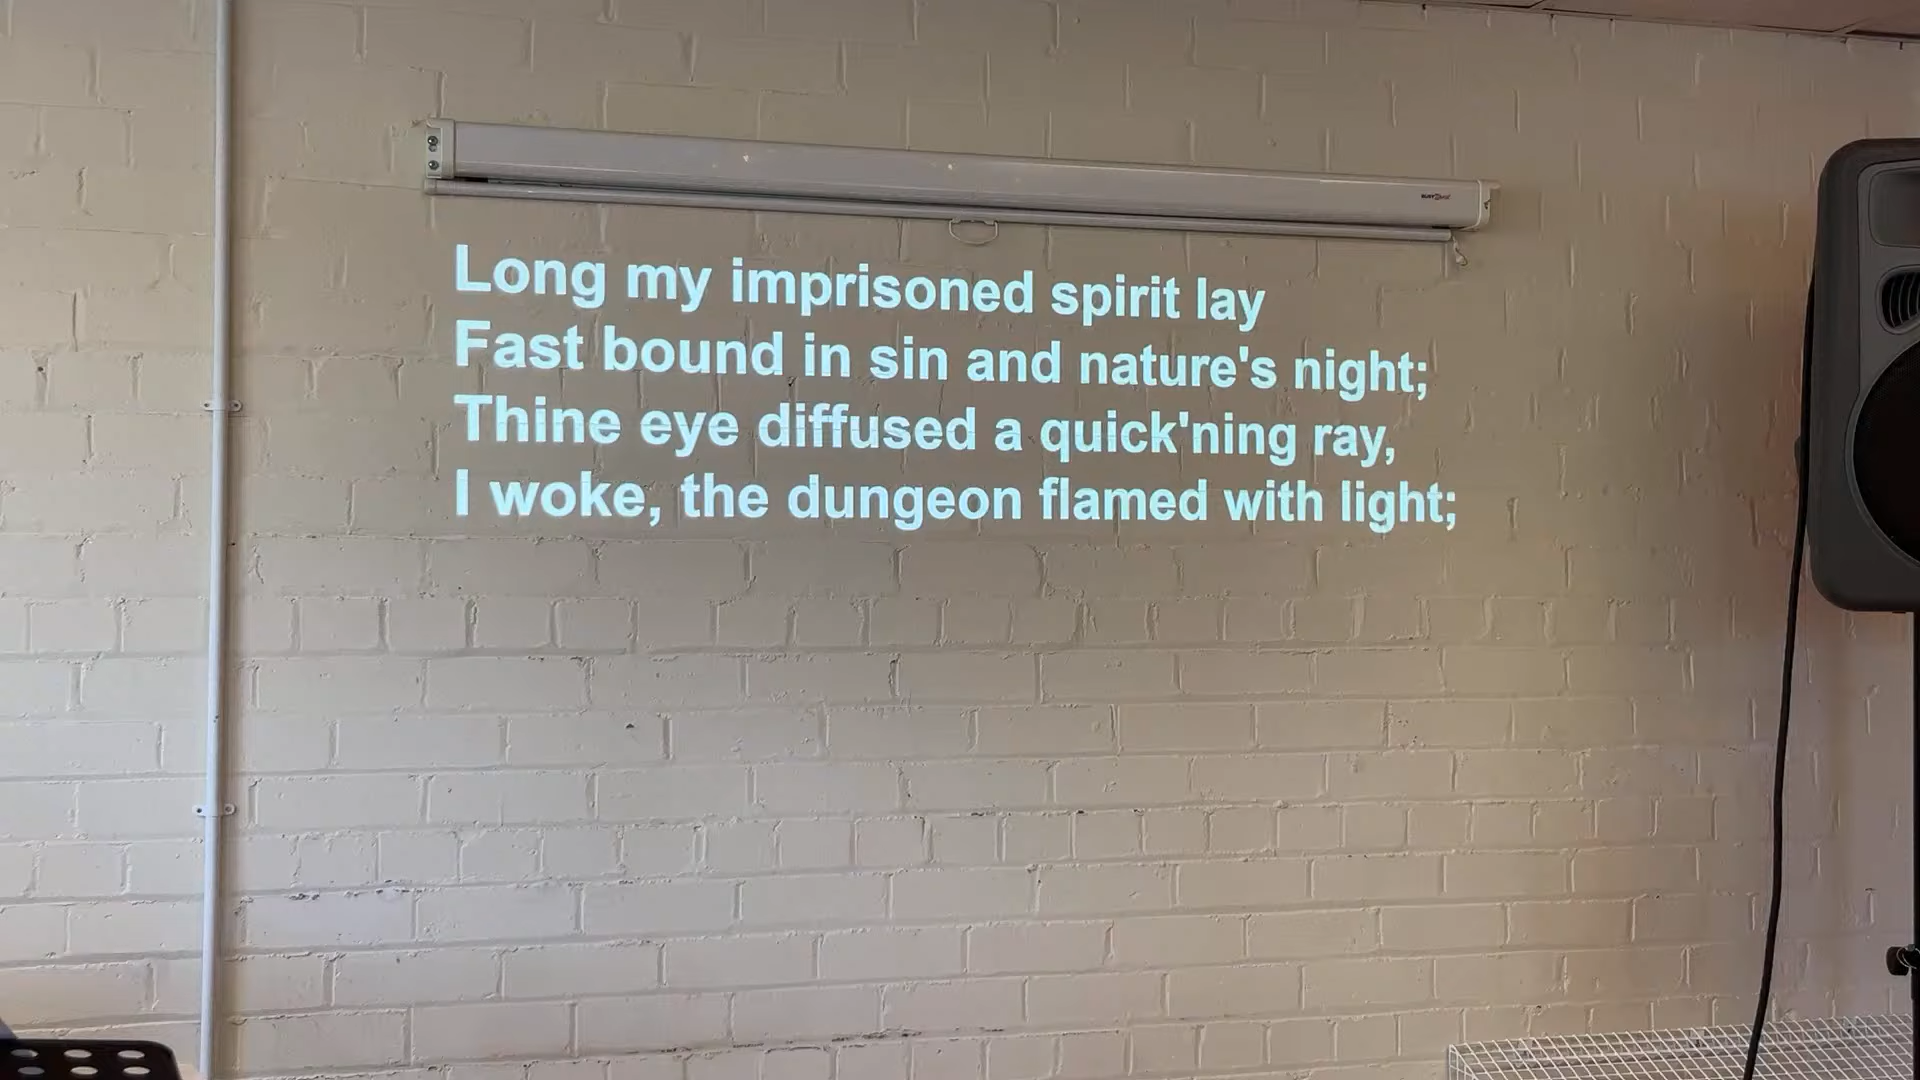 Long my imprisoned spirit lay
Fast bound in sin and nature's night;
Thine eye diffused a quick'ning ray,
I woke, the dungeon flamed with light;